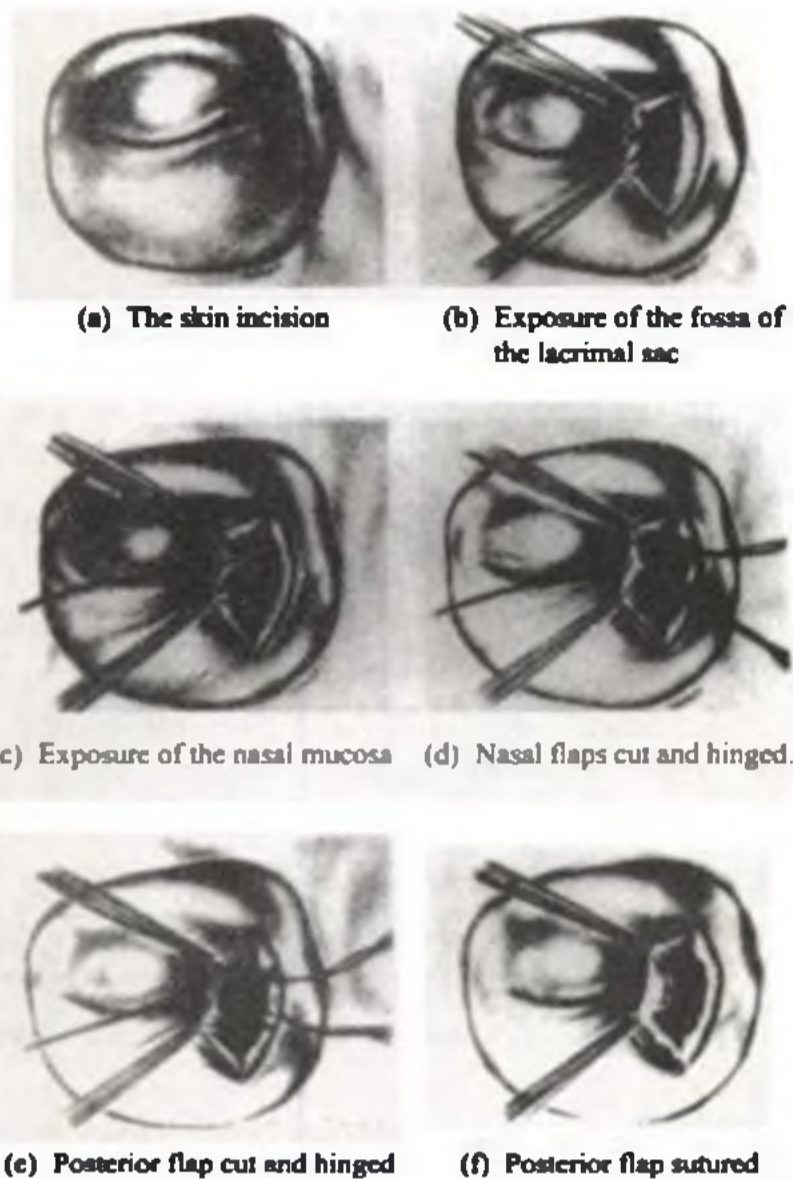 (a) The skin incision
(b) Exposure of the fossa of
the lacrimal sac
c) Exposure of the nasal mucosa
(d) Nasal flaps cut and hinged.
(e) Posterior flap cut and hinged
(f) Posterior flap sutured